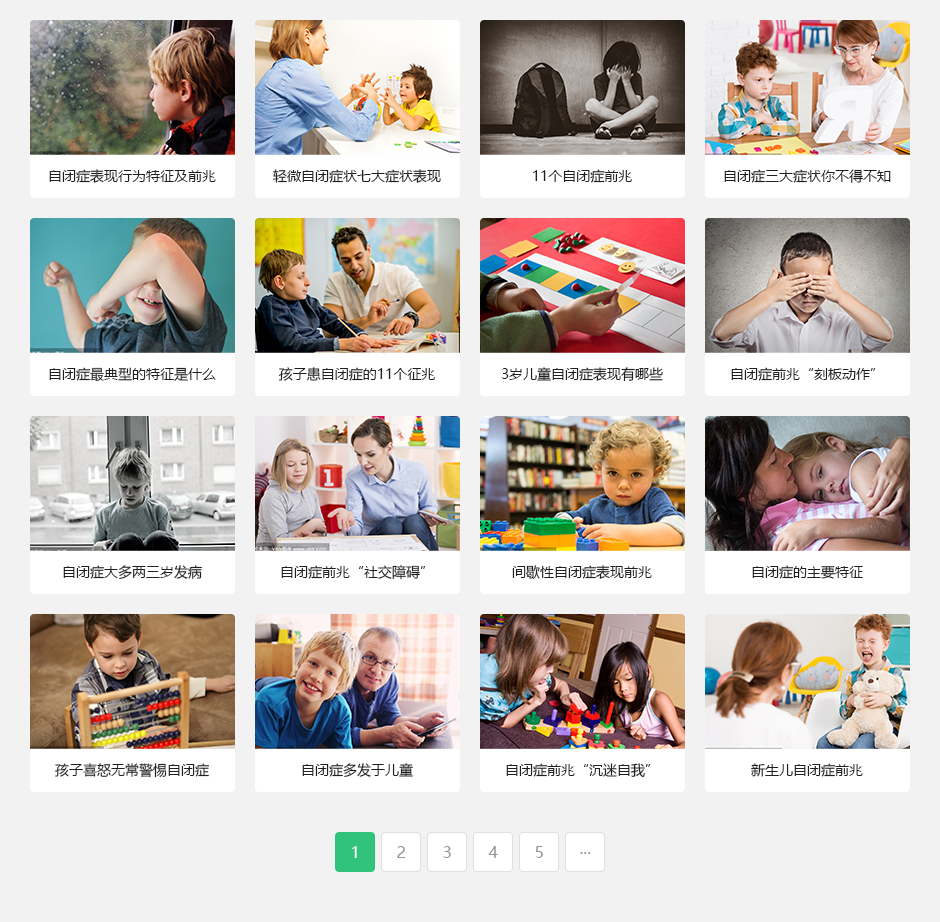 自闭症表现行为特征及前兆
轻微自闭症状七大症状表现
11个自闭症前兆
自闭症三大症状你不得不知
自闭症最典型的特征是什么
孩子患自闭症的11个征兆
3岁儿童自闭症表现有哪些
自闭症前兆“刻板动作”
1
自闭症大多两三岁发病
自闭症前兆“社交障碍”
间歇性自闭症表现前兆
自闭症的主要特征
孩子喜怒无常警惕自闭症
自闭症多发于儿童
自闭症前兆“沉迷自我”
新生儿自闭症前兆
1 2 3 4 5 ...